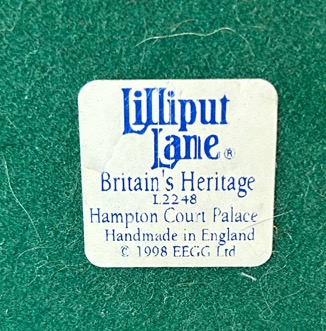 Lilliput
Lane ®
Britain's Heritage
L2248
Hampton Court Palace
Handmade in England
© 1998 EEGG Ltd